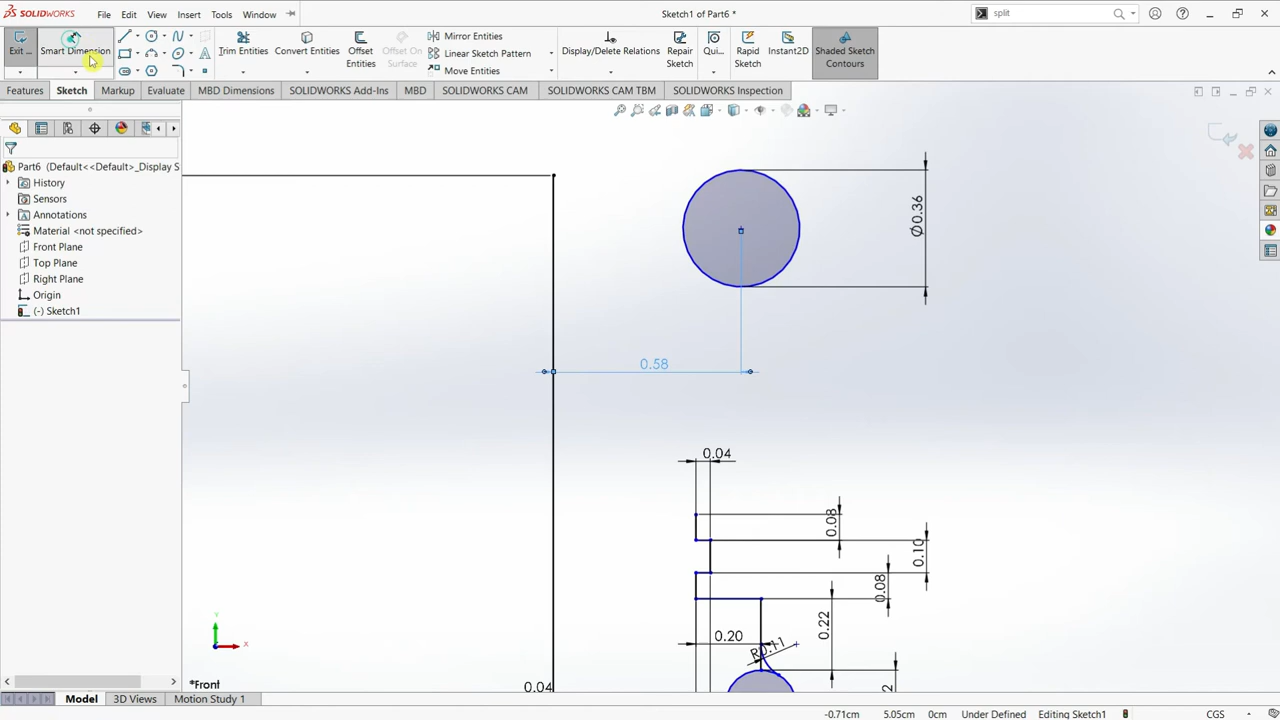 SOLIDWORKS
File
Edit
View
Insert
Tools
Window
Sketch1 of Part6 *
split
Exit ...
Smart Dimension
Trim Entities
Convert Entities
Offset Entities
Offset On Surface
Mirror Entities
Linear Sketch Pattern
Move Entities
Display/Delete Relations
Repair Sketch
Qui...
Rapid Sketch
Instant2D
Shaded Sketch Contours
Features
Sketch
Markup
Evaluate
MBD Dimensions
SOLIDWORKS Add-Ins
MBD
SOLIDWORKS CAM
SOLIDWORKS CAM TBM
SOLIDWORKS Inspection
Part6 (Default<<Default>_Display S
History
Sensors
Annotations
Material <not specified>
Front Plane
Top Plane
Right Plane
Origin
(-) Sketch1
Ø0.36
0.58
0.04
0.08
0.10
0.08
0.22
0.20
R0.11
0.04
2
Y
X
*Front
Model
3D Views
Motion Study 1
-0.71cm
5.05cm
0cm
Under Defined
Editing Sketch1
CGS